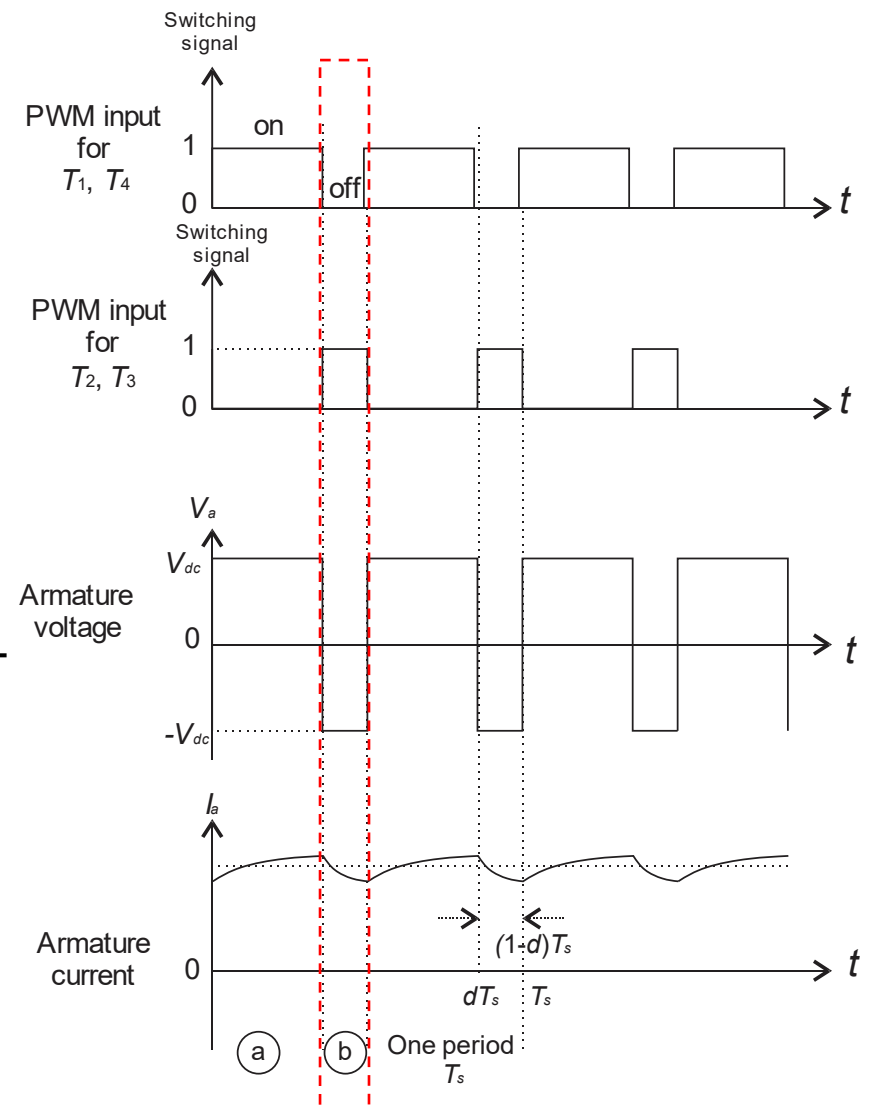 Switching
signal
PWM input
for
T1, T4
on
1
off
0
t
Switching
signal
PWM input
for
T2, T3
1
0
t
Va
Vdc
Armature
voltage
0
t
-Vdc
Ia
(1-d)Ts
Armature
current
0
t
dTs
Ts
a
b
One period
Ts